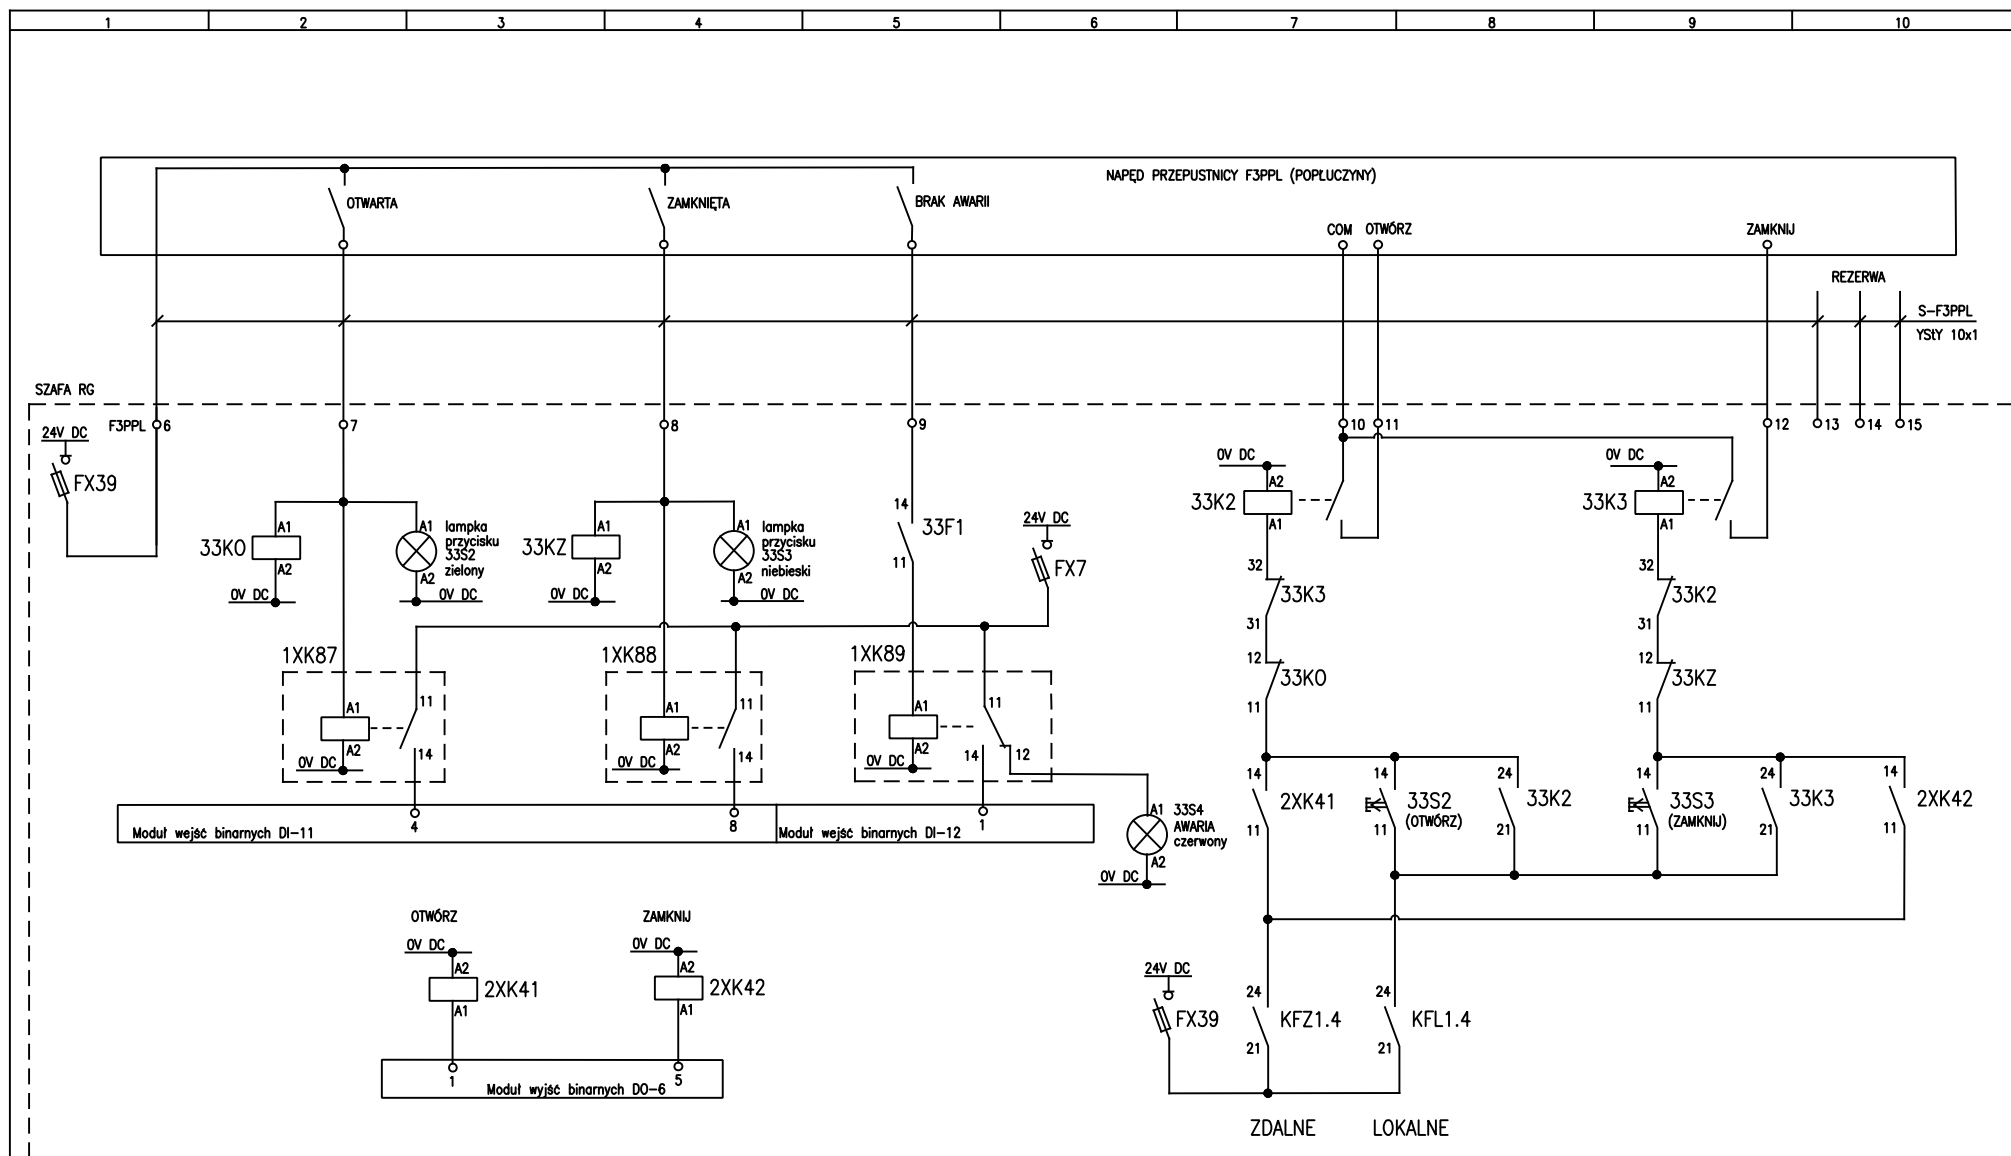 1 2 3 4 5 6 7 8 9 10
NAPĘD PRZEPUSTNICY F3PPL (POPŁUCZYNY)
OTWARTA
ZAMKNIĘTA
BRAK AWARII
COM OTWÓRZ
ZAMKNIJ
REZERWA
S-F3PPL
YStY 10x1
SZAFA RG
F3PPL 6
7
8
9
10 11
12 13 14 15
24V DC
FX39
A1
33KO
A2
0V DC
A1
A2
0V DC
lampka
przycisku
33S2
zielony
A1
33KZ
A2
0V DC
A1
A2
0V DC
lampka
przycisku
33S3
niebieski
14
33F1
11
24V DC
FX7
0V DC
A2
33K2
A1
32
33K3
31
12
33KO
11
0V DC
A2
33K3
A1
32
33K2
31
12
33KZ
11
1XK87
A1
A2
0V DC
11
14
1XK88
A1
A2
0V DC
11
14
1XK89
A1
A2
0V DC
11
14
12
Moduł wejść binarnych DI-11
4
8
Moduł wejść binarnych DI-12
1
A1
A2
0V DC
33S4
AWARIA
czerwony
14
2XK41
11
14
33S2
(OTWÓRZ)
11
24
33K2
21
14
33S3
(ZAMKNIJ)
11
24
33K3
21
14
2XK42
11
OTWÓRZ
0V DC
A2
2XK41
A1
1
ZAMKNIJ
0V DC
A2
2XK42
A1
5
Moduł wyjść binarnych DO-6
24V DC
FX39
24
KFZ1.4
21
24
KFL1.4
21
ZDALNE
LOKALNE